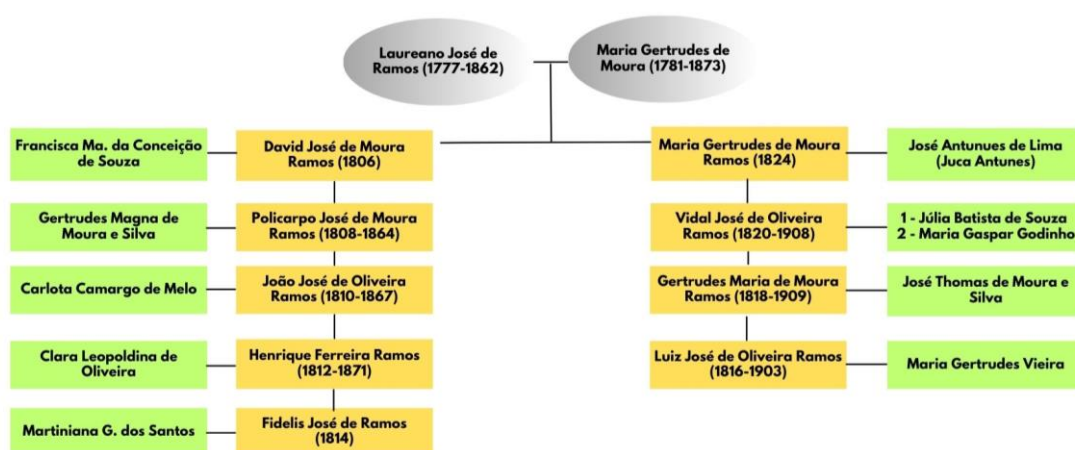 Laureano José de
Ramos (1777-1862)
Maria Gertrudes de
Moura (1781-1873)
Francisca Ma. da Conceição
de Souza
David José de Moura
Ramos (1806)
Maria Gertrudes de Moura
Ramos (1824)
José Antunues de Lima
(Juca Antunes)
Gertrudes Magna de
Moura e Silva
Policarpo José de Moura
Ramos (1808-1864)
Vidal José de Oliveira
Ramos (1820-1908)
1 - Júlia Batista de Souza
2 - Maria Gaspar Godinho
Carlota Camargo de Melo
João José de Oliveira
Ramos (1810-1867)
Gertrudes Maria de Moura
Ramos (1818-1909)
José Thomas de Moura e
Silva
Clara Leopoldina de
Oliveira
Henrique Ferreira Ramos
(1812-1871)
Luiz José de Oliveira Ramos
(1816-1903)
Maria Gertrudes Vieira
Martiniana G. dos Santos
Fidelis José de Ramos
(1814)